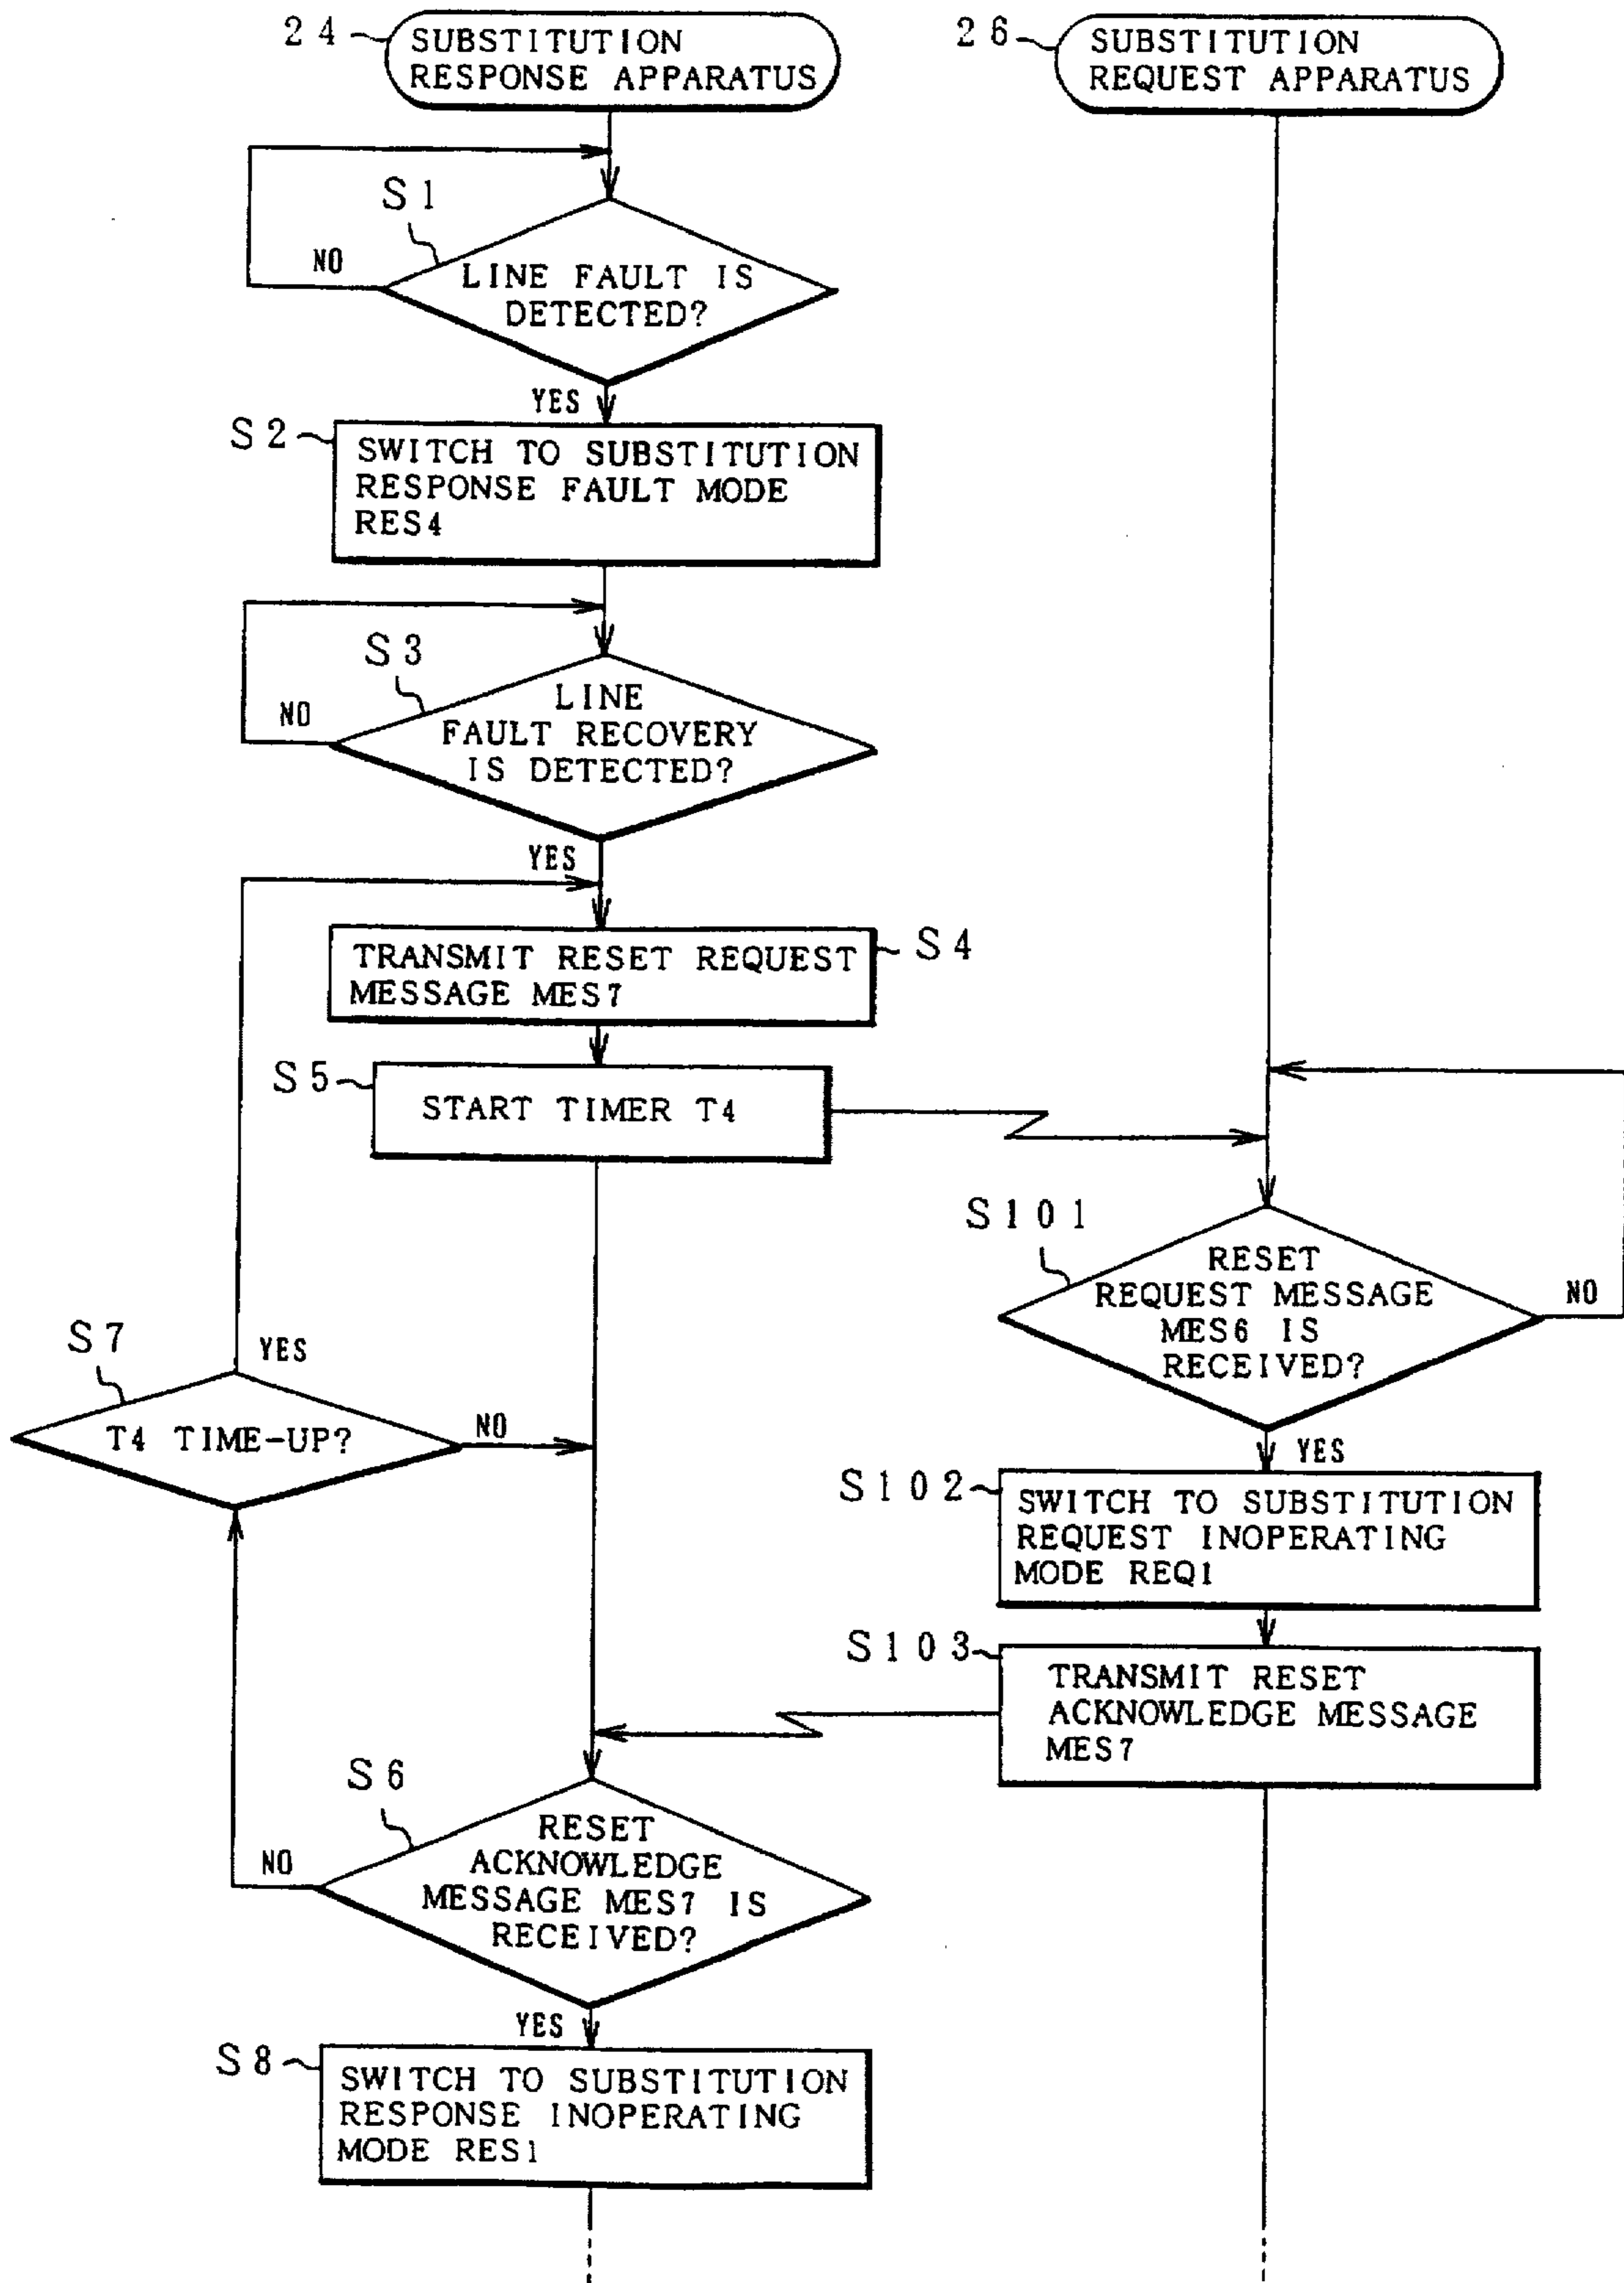 24
SUBSTITUTION
RESPONSE APPARATUS
26
SUBSTITUTION
REQUEST APPARATUS
S1
NO
LINE FAULT IS
DETECTED?
YES
S2
SWITCH TO SUBSTITUTION
RESPONSE FAULT MODE
RES4
S3
NO
LINE
FAULT RECOVERY
IS DETECTED?
YES
S4
TRANSMIT RESET REQUEST
MESSAGE MES7
S5
START TIMER T4
S101
RESET
REQUEST MESSAGE
MES6 IS
RECEIVED?
NO
YES
S7
YES
T4 TIME-UP?
NO
S102
SWITCH TO SUBSTITUTION
REQUEST INOPERATING
MODE REQ1
S103
TRANSMIT RESET
ACKNOWLEDGE MESSAGE
MES7
S6
NO
RESET
ACKNOWLEDGE
MESSAGE MES7 IS
RECEIVED?
YES
S8
SWITCH TO SUBSTITUTION
RESPONSE INOPERATING
MODE RES1